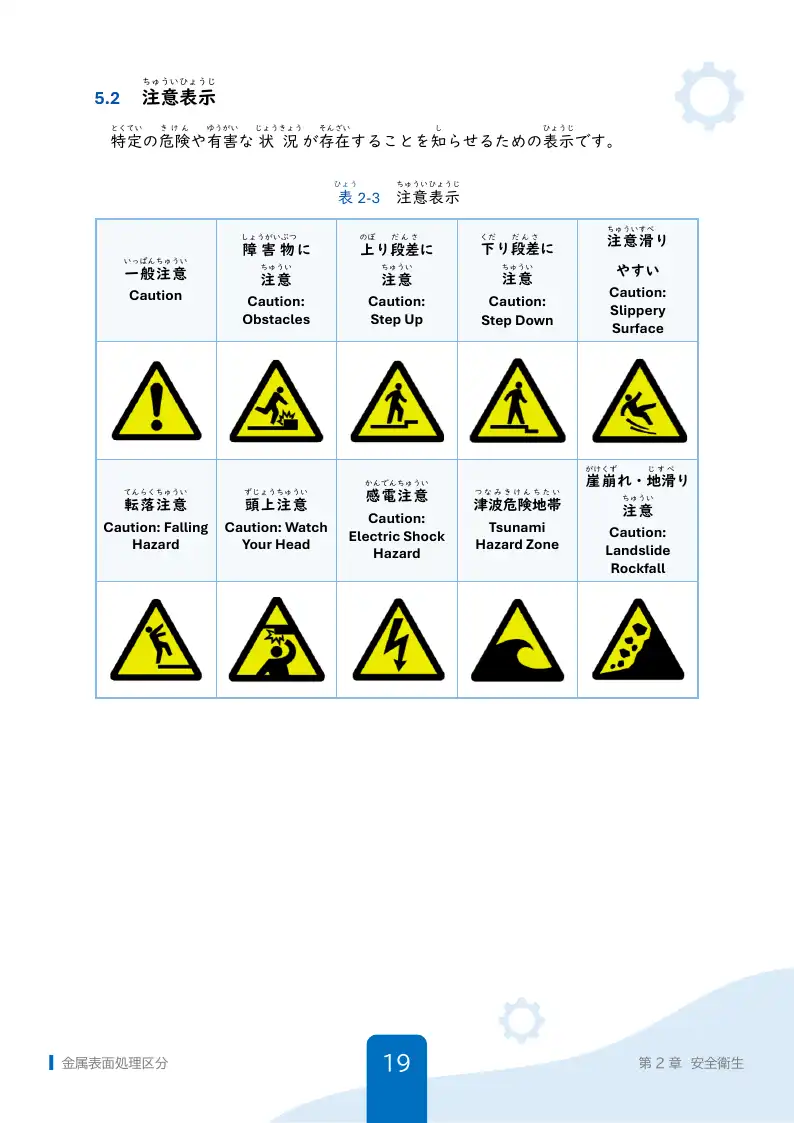 ちゅういひょうじ
5.2 注意表示
とくてい きけん ゆうがい じょうきょう そんざい し ひょうじ
特定の危険や有害な状況が存在することを知らせるための表示です。
ひょう ちゅういひょうじ
表 2-3 注意表示
いっぱんちゅうい
一般注意
Caution
しょうがいぶつ
障害物に
ちゅうい
注意
Caution:
Obstacles
のぼ だんさ
上り段差に
ちゅうい
注意
Caution:
Step Up
くだ だんさ
下り段差に
ちゅうい
注意
Caution:
Step Down
ちゅういすべ
注意滑り
やすい
Caution:
Slippery
Surface
てんらくちゅうい
転落注意
Caution: Falling
Hazard
ずじょうちゅうい
頭上注意
Caution: Watch
Your Head
かんでんちゅうい
感電注意
Caution:
Electric Shock
Hazard
つなみきけんちたい
津波危険地帯
Tsunami
Hazard Zone
がけくず じすべ
崖崩れ・地滑り
ちゅうい
注意
Caution:
Landslide
Rockfall
金属表面処理区分
19
第 2 章 安全衛生